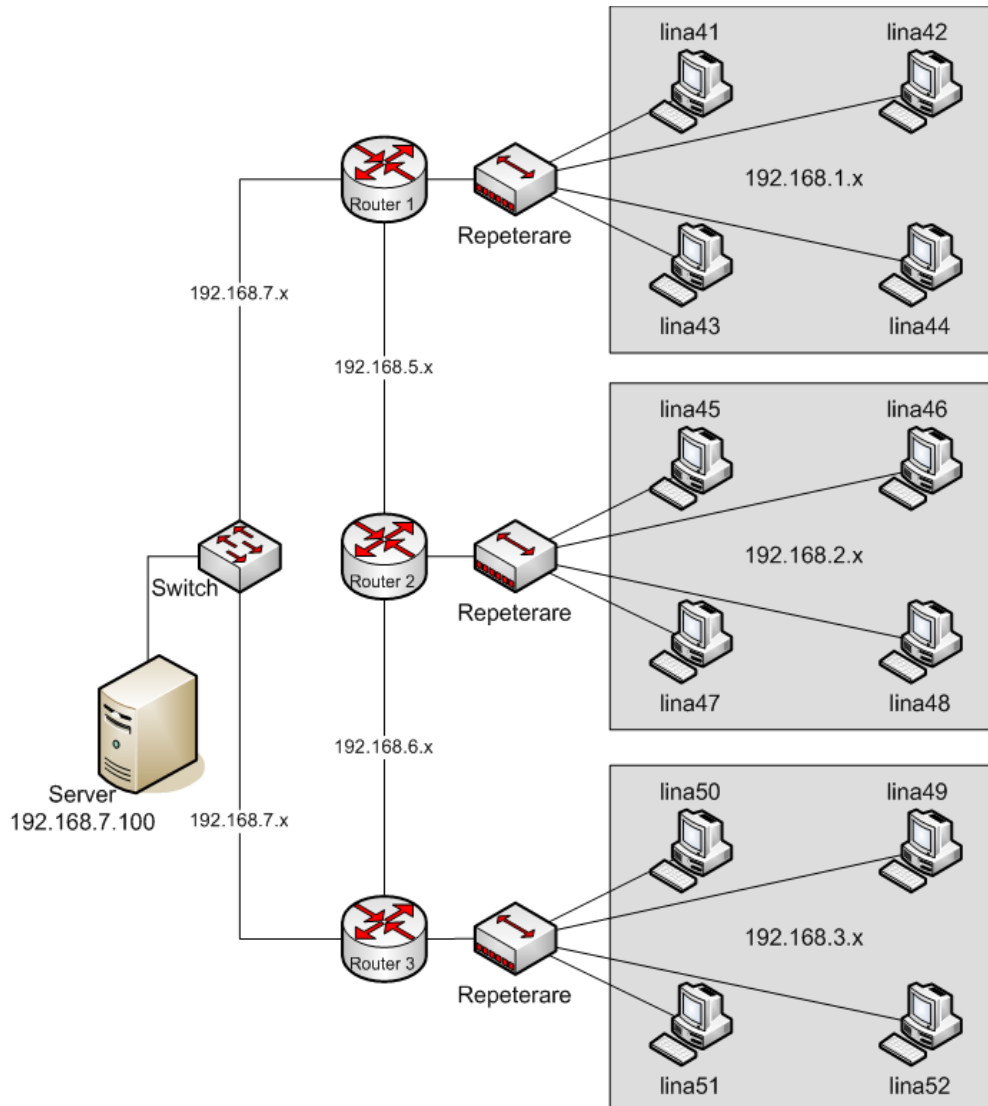 lina41
lina42
Router 1
Repeterare
192.168.1.x
lina43
lina44
192.168.7.x
192.168.5.x
lina45
lina46
Switch
Router 2
Repeterare
192.168.2.x
lina47
lina48
Server
192.168.7.100
192.168.6.x
192.168.7.x
lina50
lina49
Router 3
Repeterare
192.168.3.x
lina51
lina52